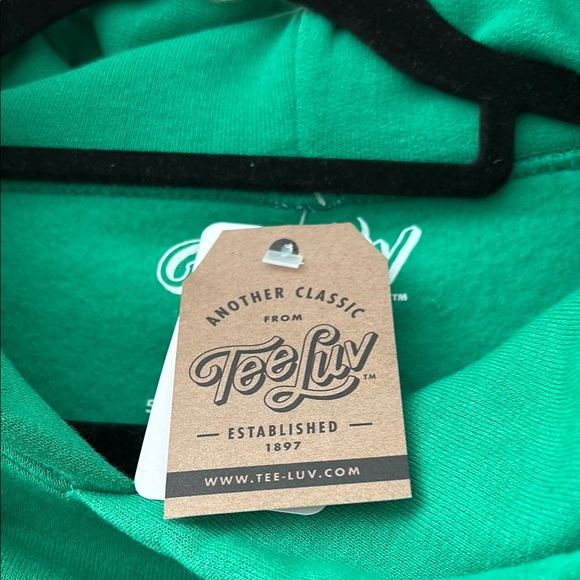 ANOTHER CLASSIC
FROM
TeeLuv™
ESTABLISHED
1897
WWW.TEE-LUV.COM